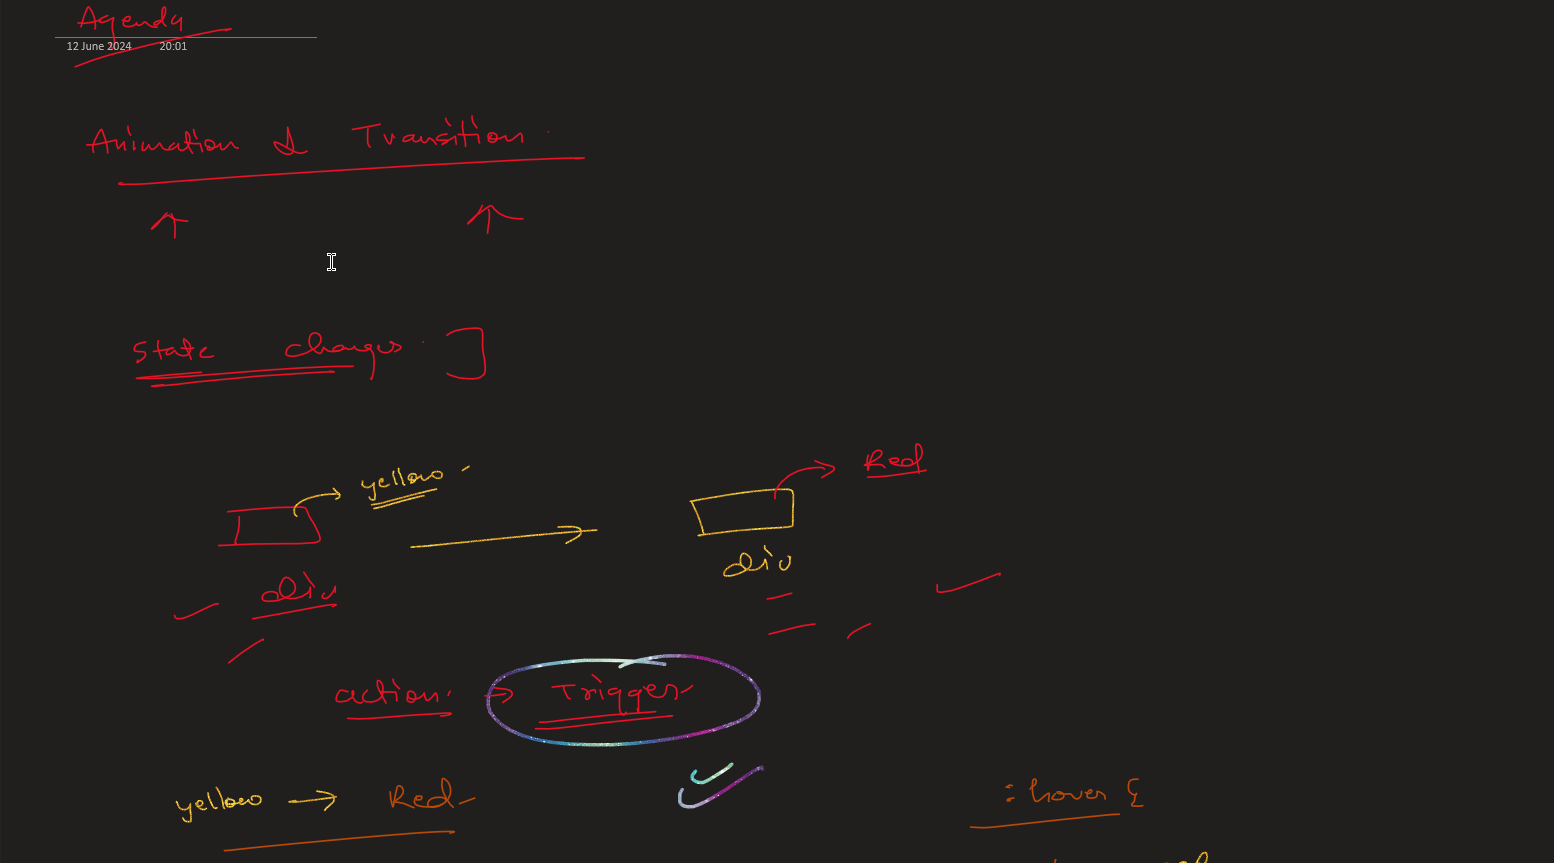 Agenda
12 June 2024 20:01
Animation & Transition
State changes
yellow
Red
div
div
action → Trigger
yellow → Red
:hover {